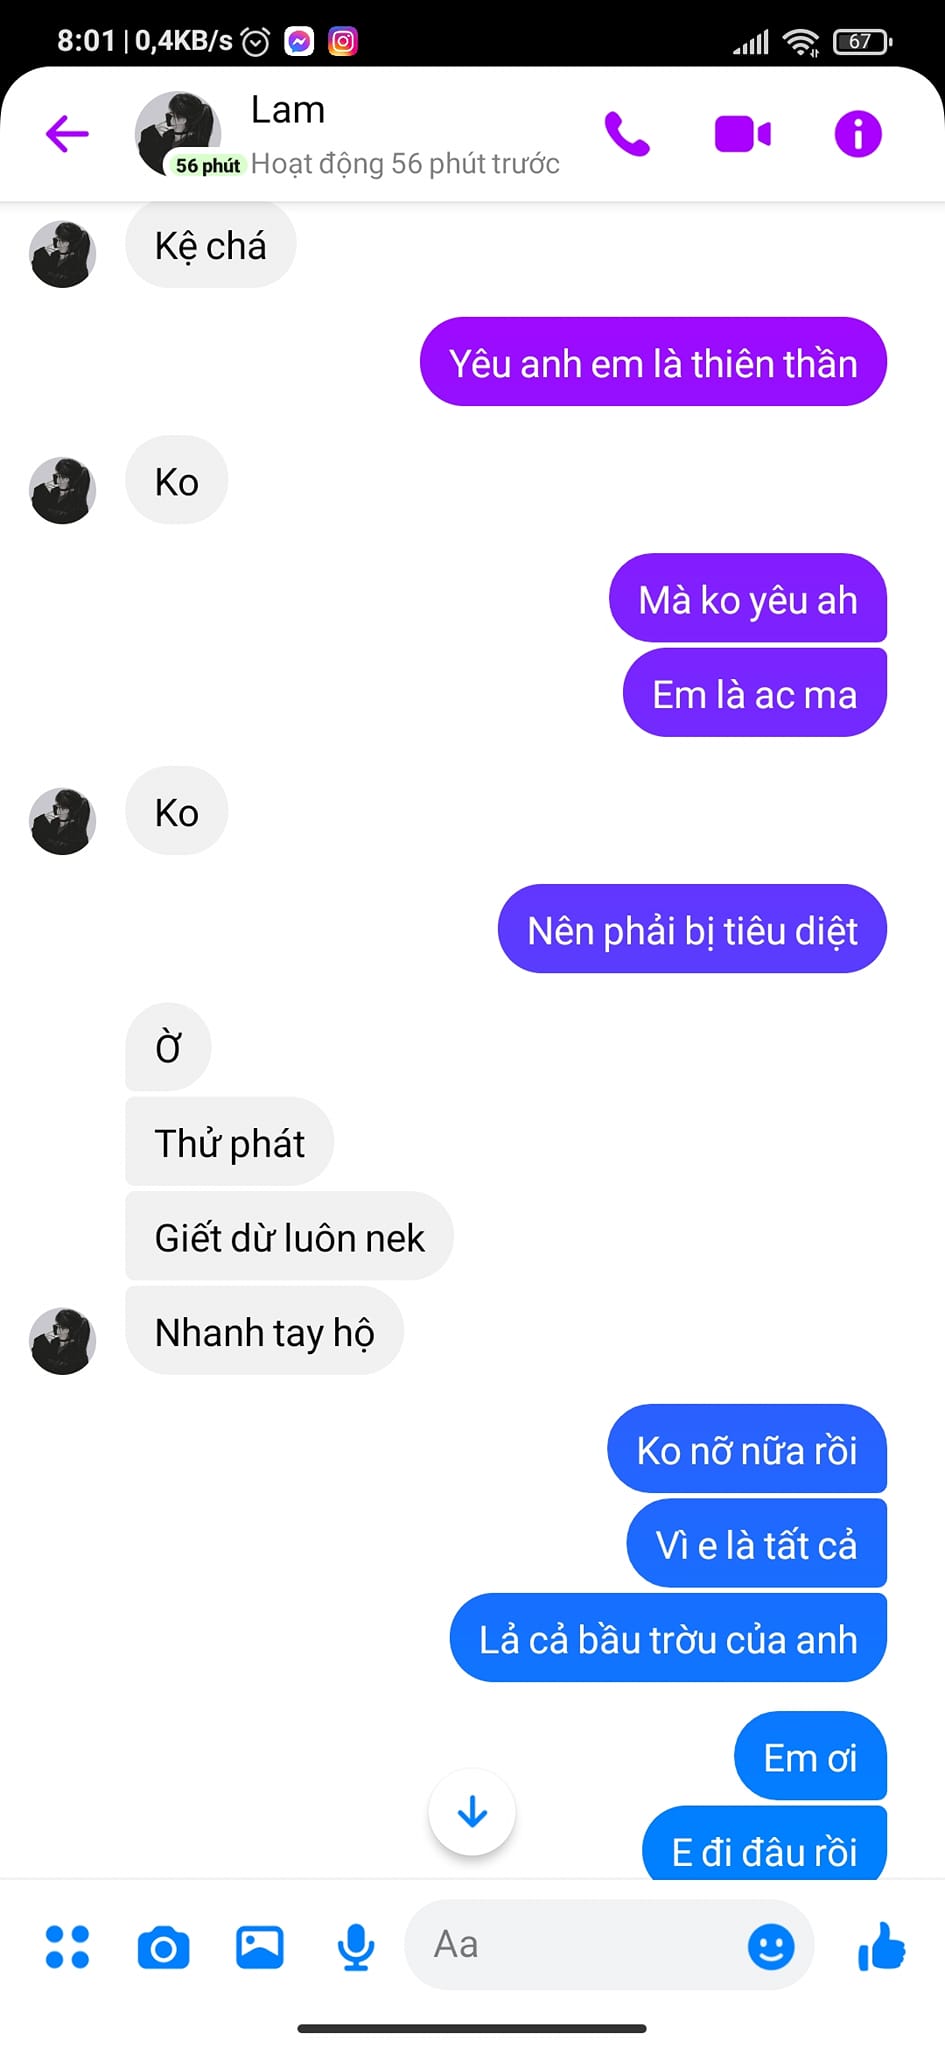 8:01 | 0,4KB/s 67
Lam
56 phút Hoạt động 56 phút trước
Kệ chá
Yêu anh em là thiên thần
Ko
Mà ko yêu ah
Em là ac ma
Ko
Nên phải bị tiêu diệt
Ờ
Thử phát
Giết dừ luôn nek
Nhanh tay hộ
Ko nỡ nữa rồi
Vì e là tất cả
Lả cả bầu trờu của anh
Em ơi
E đi đâu rồi
Aa